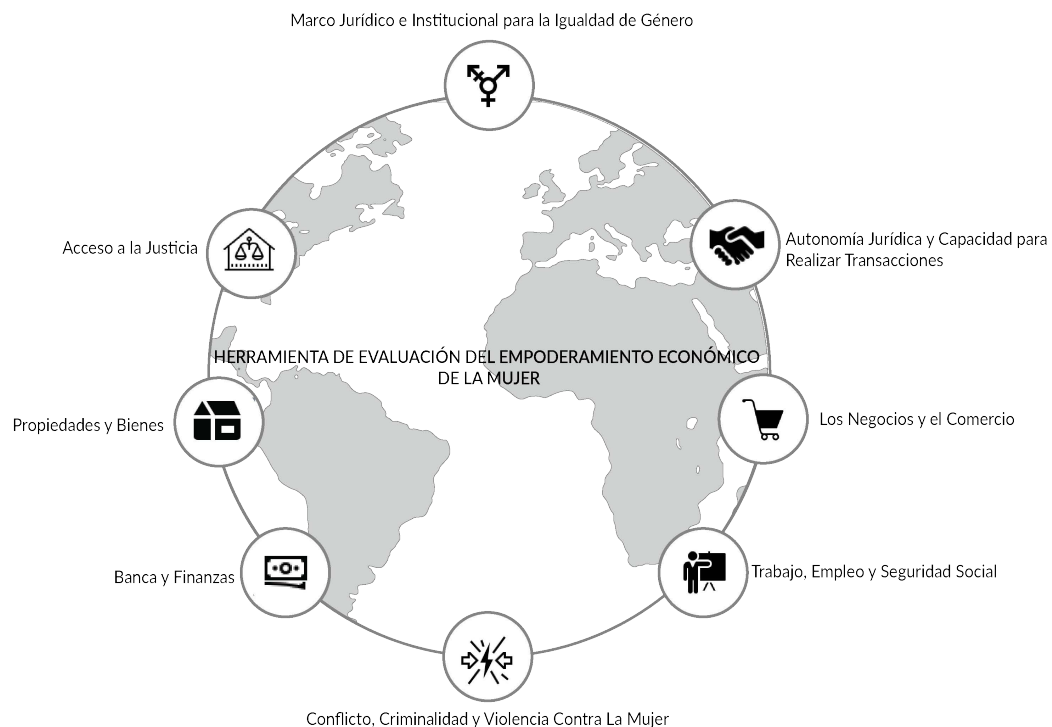 Marco Jurídico e Institucional para la Igualdad de Género
Acceso a la Justicia
Autonomía Jurídica y Capacidad para
Realizar Transacciones
HERRAMIENTA DE EVALUACIÓN DEL EMPODERAMIENTO ECONÓMICO
DE LA MUJER
Propiedades y Bienes
Los Negocios y el Comercio
Banca y Finanzas
Trabajo, Empleo y Seguridad Social
Conflicto, Criminalidad y Violencia Contra La Mujer